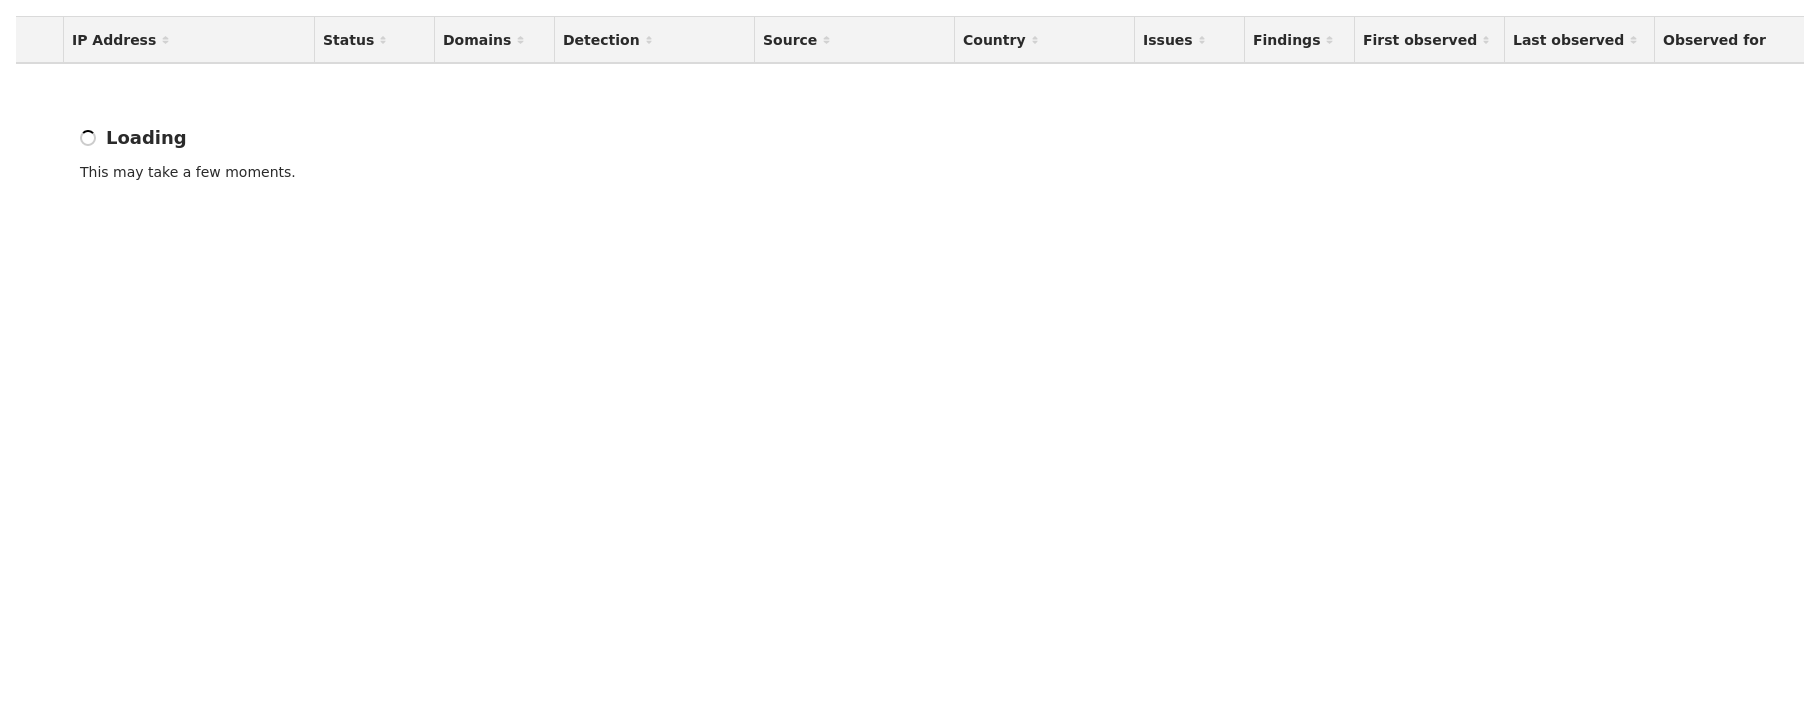 IP Address Status Domains Detection Source Country Issues Findings First observed Last observed Observed for
Loading
This may take a few moments.